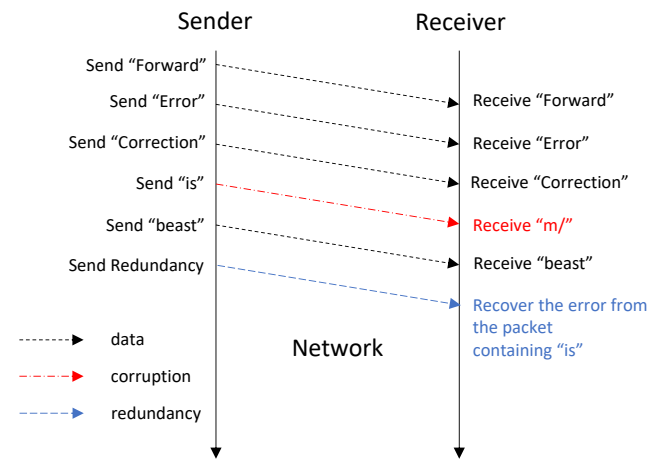 Sender Receiver
Send “Forward”
Receive “Forward”
Send “Error”
Receive “Error”
Send “Correction”
Receive “Correction”
Send “is”
Receive “m/”
Send “beast”
Receive “beast”
Send Redundancy
Recover the error from
the packet
containing “is”
Network
data
corruption
redundancy